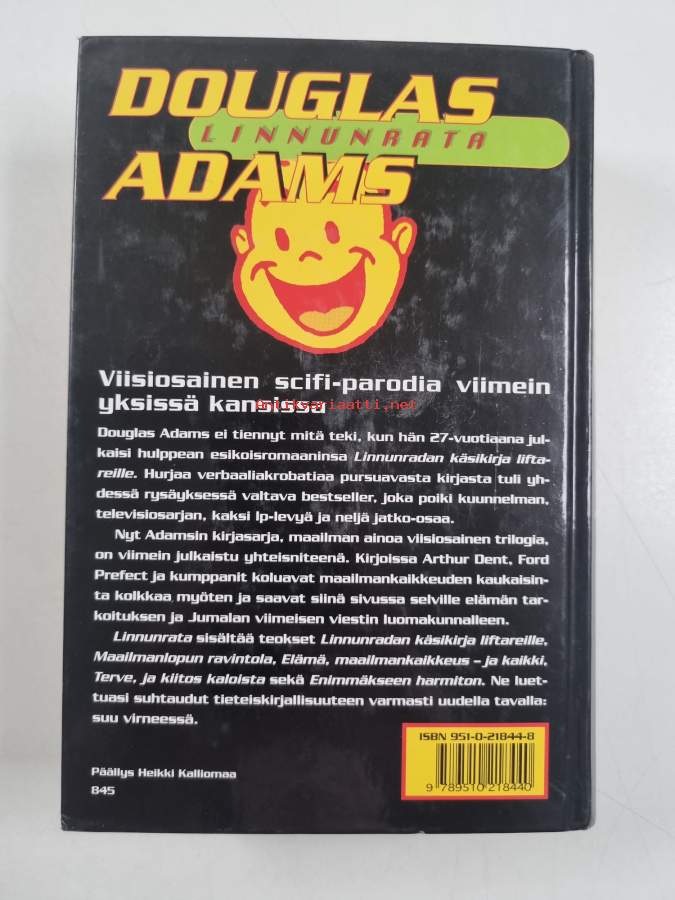 DOUGLAS
LINNUNRATA
ADAMS
Viisiosainen scifi-parodia viimein
yksissä kansissa
Antikvariaatti.net
Douglas Adams ei tiennyt mitä teki, kun hän 27-vuotiaana jul-
kaisi hulppean esikoisromaaninsa Linnunradan käsikirja lifta-
reille. Hurjaa verbaaliakrobatiaa pursuavasta kirjasta tuli yh-
dessä rysäyksessä valtava bestseller, joka poiki kuunnelman,
televisiosarjan, kaksi lp-levyä ja neljä jatko-osaa.
Nyt Adamsin kirjasarja, maailman ainoa viisiosainen trilogia,
on viimein julkaistu yhteisniteenä. Kirjoissa Arthur Dent, Ford
Prefect ja kumppanit koluavat maailmankaikkeuden kaukaisin-
ta kolkkaa myöten ja saavat siinä sivussa selville elämän tar-
koituksen ja Jumalan viimeisen viestin luomakunnalleen.
Linnunrata sisältää teokset Linnunradan käsikirja liftareille,
Maailmanlopun ravintola, Elämä, maailmankaikkeus – ja kaikki,
Terve, ja kiitos kaloista sekä Enimmäkseen harmiton. Ne luet-
tuasi suhtaudut tieteiskirjallisuuteen varmasti uudella tavalla:
suu virneessä.
ISBN 951-0-21844-8
9 789510 218440
Päällys Heikki Kalliomaa
845